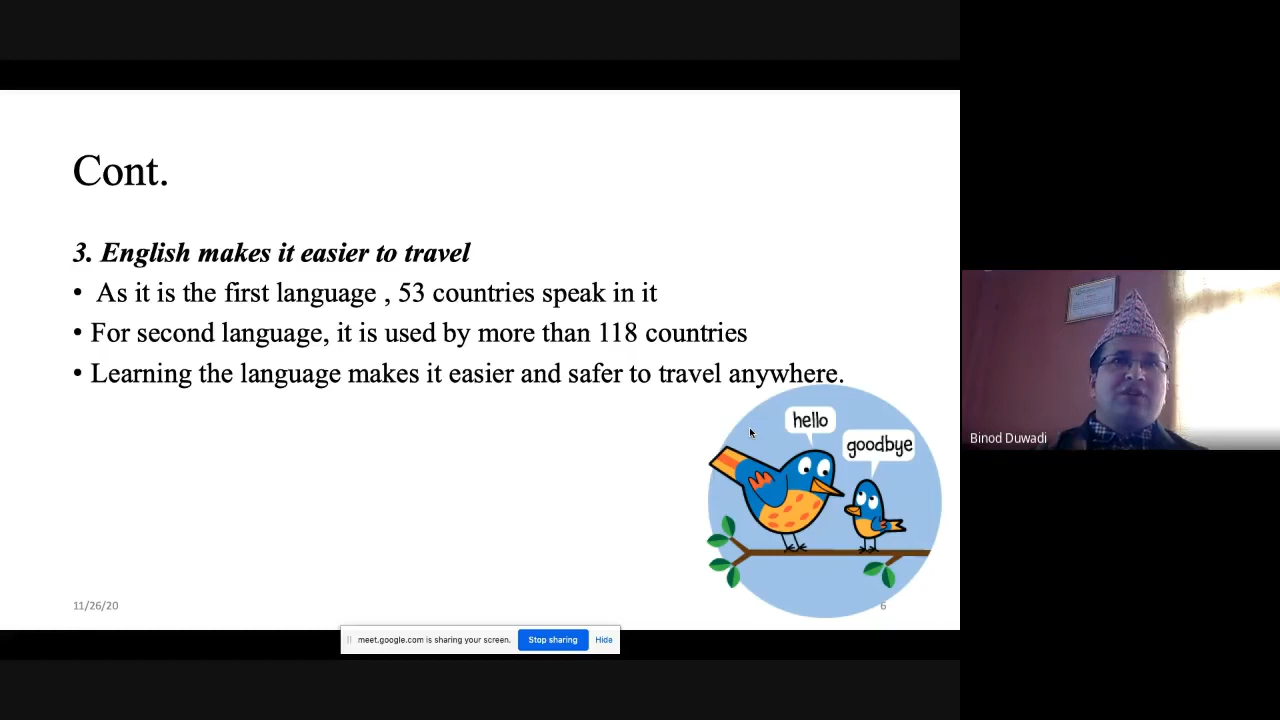 Cont.
3. English makes it easier to travel
• As it is the first language , 53 countries speak in it
• For second language, it is used by more than 118 countries
• Learning the language makes it easier and safer to travel anywhere.
hello
goodbye
11/26/20
6
meet.google.com is sharing your screen.
Stop sharing
Hide
Binod Duwadi